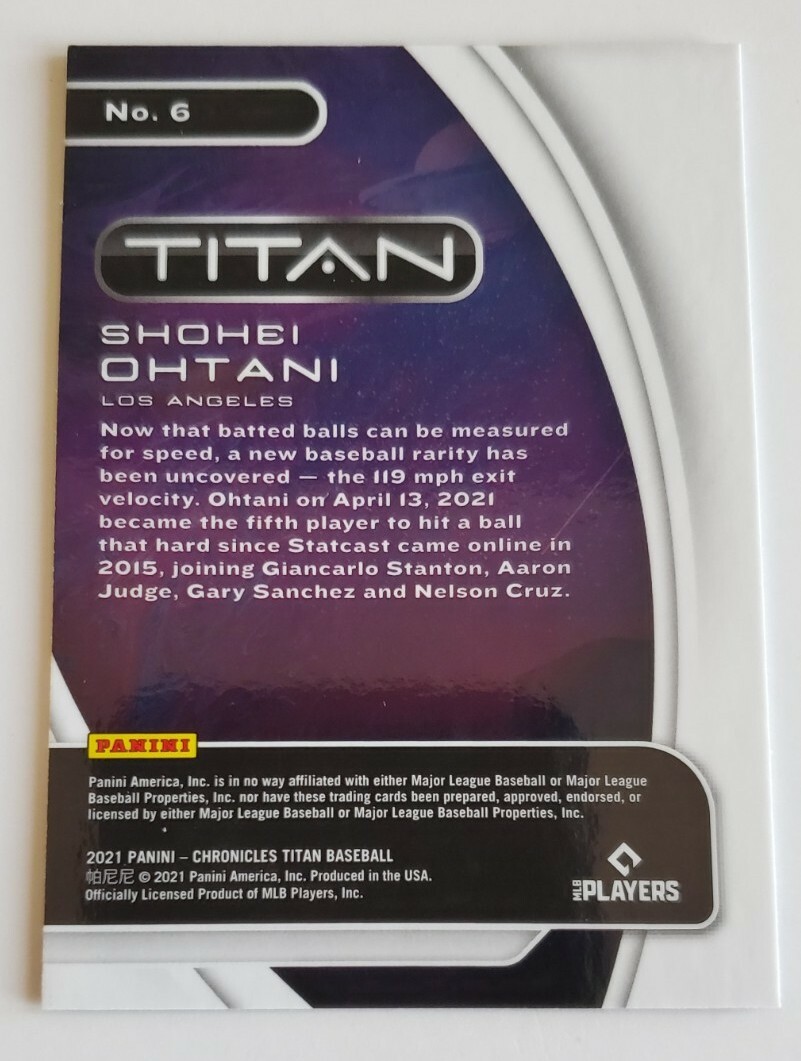 No. 6
TITAN
SHOHEI
OHTANI
LOS ANGELES
Now that batted balls can be measured
for speed, a new baseball rarity has
been uncovered — the 119 mph exit
velocity. Ohtani on April 13, 2021
became the fifth player to hit a ball
that hard since Statcast came online in
2015, joining Giancarlo Stanton, Aaron
Judge, Gary Sanchez and Nelson Cruz.
PANINI
Panini America, Inc. is in no way affiliated with either Major League Baseball or Major League
Baseball Properties, Inc. nor have these trading cards been prepared, approved, endorsed, or
licensed by either Major League Baseball or Major League Baseball Properties, Inc.
2021 PANINI – CHRONICLES TITAN BASEBALL
帕尼尼 © 2021 Panini America, Inc. Produced in the USA.
Officially Licensed Product of MLB Players, Inc.
MLB PLAYERS